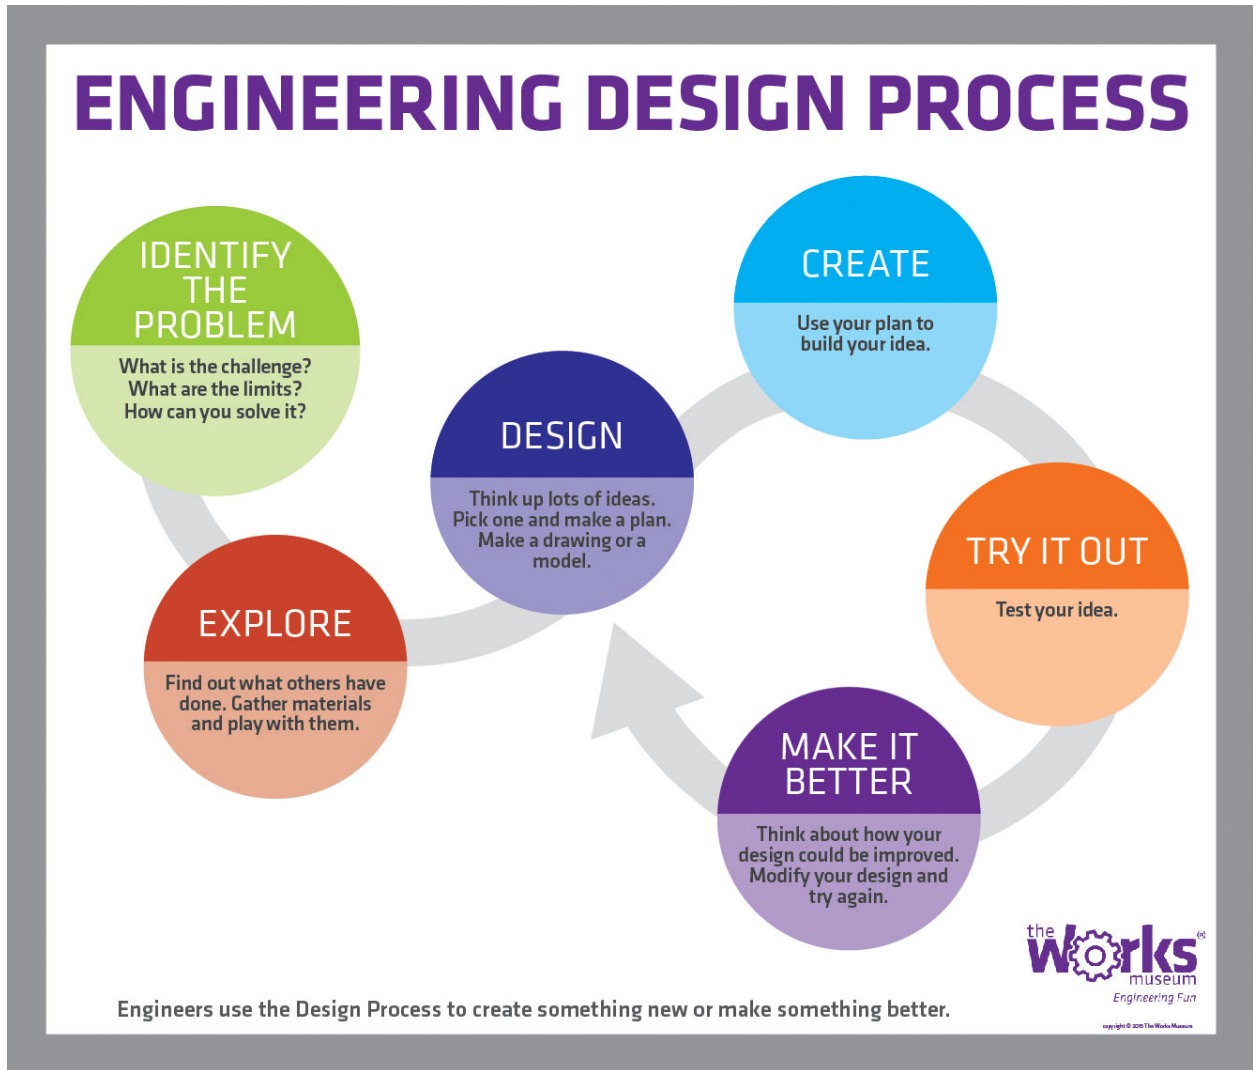 ENGINEERING DESIGN PROCESS
IDENTIFY
THE
PROBLEM
What is the challenge?
What are the limits?
How can you solve it?
EXPLORE
Find out what others have
done. Gather materials
and play with them.
DESIGN
Think up lots of ideas.
Pick one and make a plan.
Make a drawing or a
model.
CREATE
Use your plan to
build your idea.
TRY IT OUT
Test your idea.
MAKE IT
BETTER
Think about how your
design could be improved.
Modify your design and
try again.
Engineers use the Design Process to create something new or make something better.
the
Works®
museum
Engineering Fun
copyright © 2015 The Works Museum